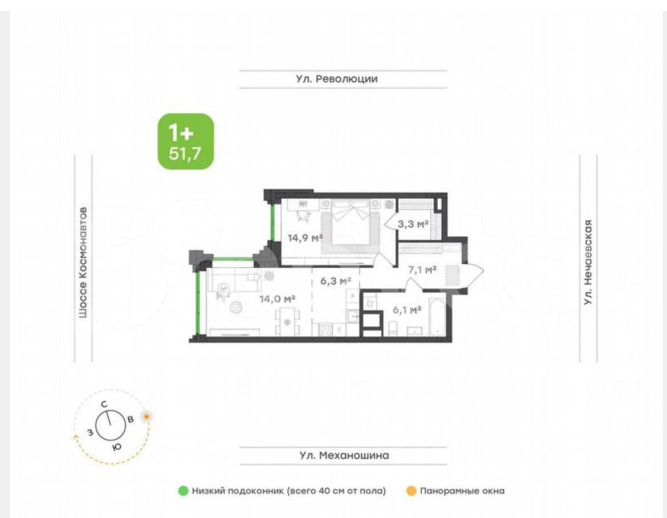 Ул. Революции
1+
51,7
Шоссе Космонавтов
Ул. Нечаевская
14,9 м²
3,3 м²
7,1 м²
6,3 м²
14,0 м²
6,1 м²
С
В
З
Ю
Ул. Механошина
Низкий подоконник (всего 40 см от пола)
Панорамные окна